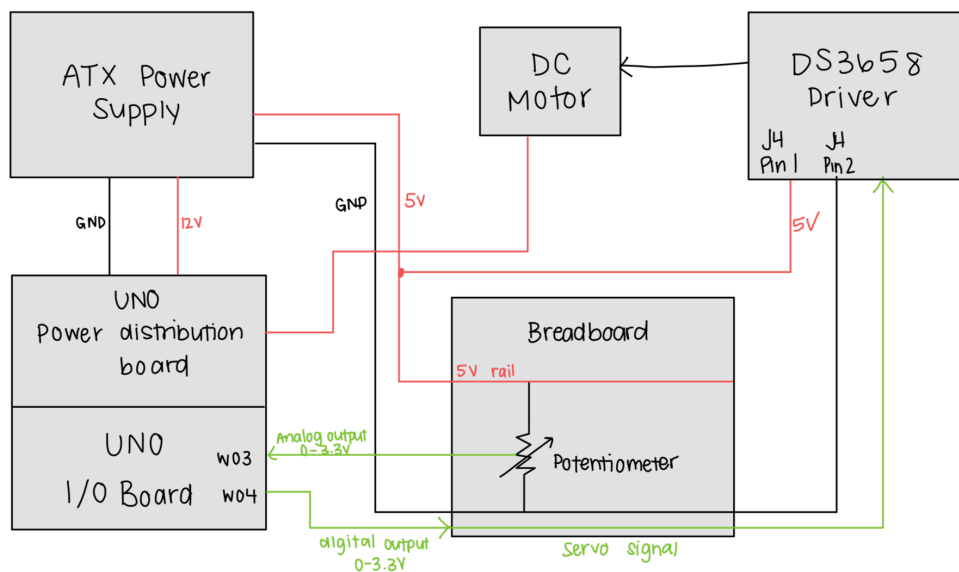 ATX Power
Supply
DC
Motor
DS3658
Driver
J4
Pin 1
J4
Pin 2
GND
12V
GND
5V
5V
UNO
Power distribution
board
Breadboard
5V rail
UNO
I/O Board
W03
W04
Analog output
0-3.3V
Potentiometer
digital output
0-3.3V
Servo signal